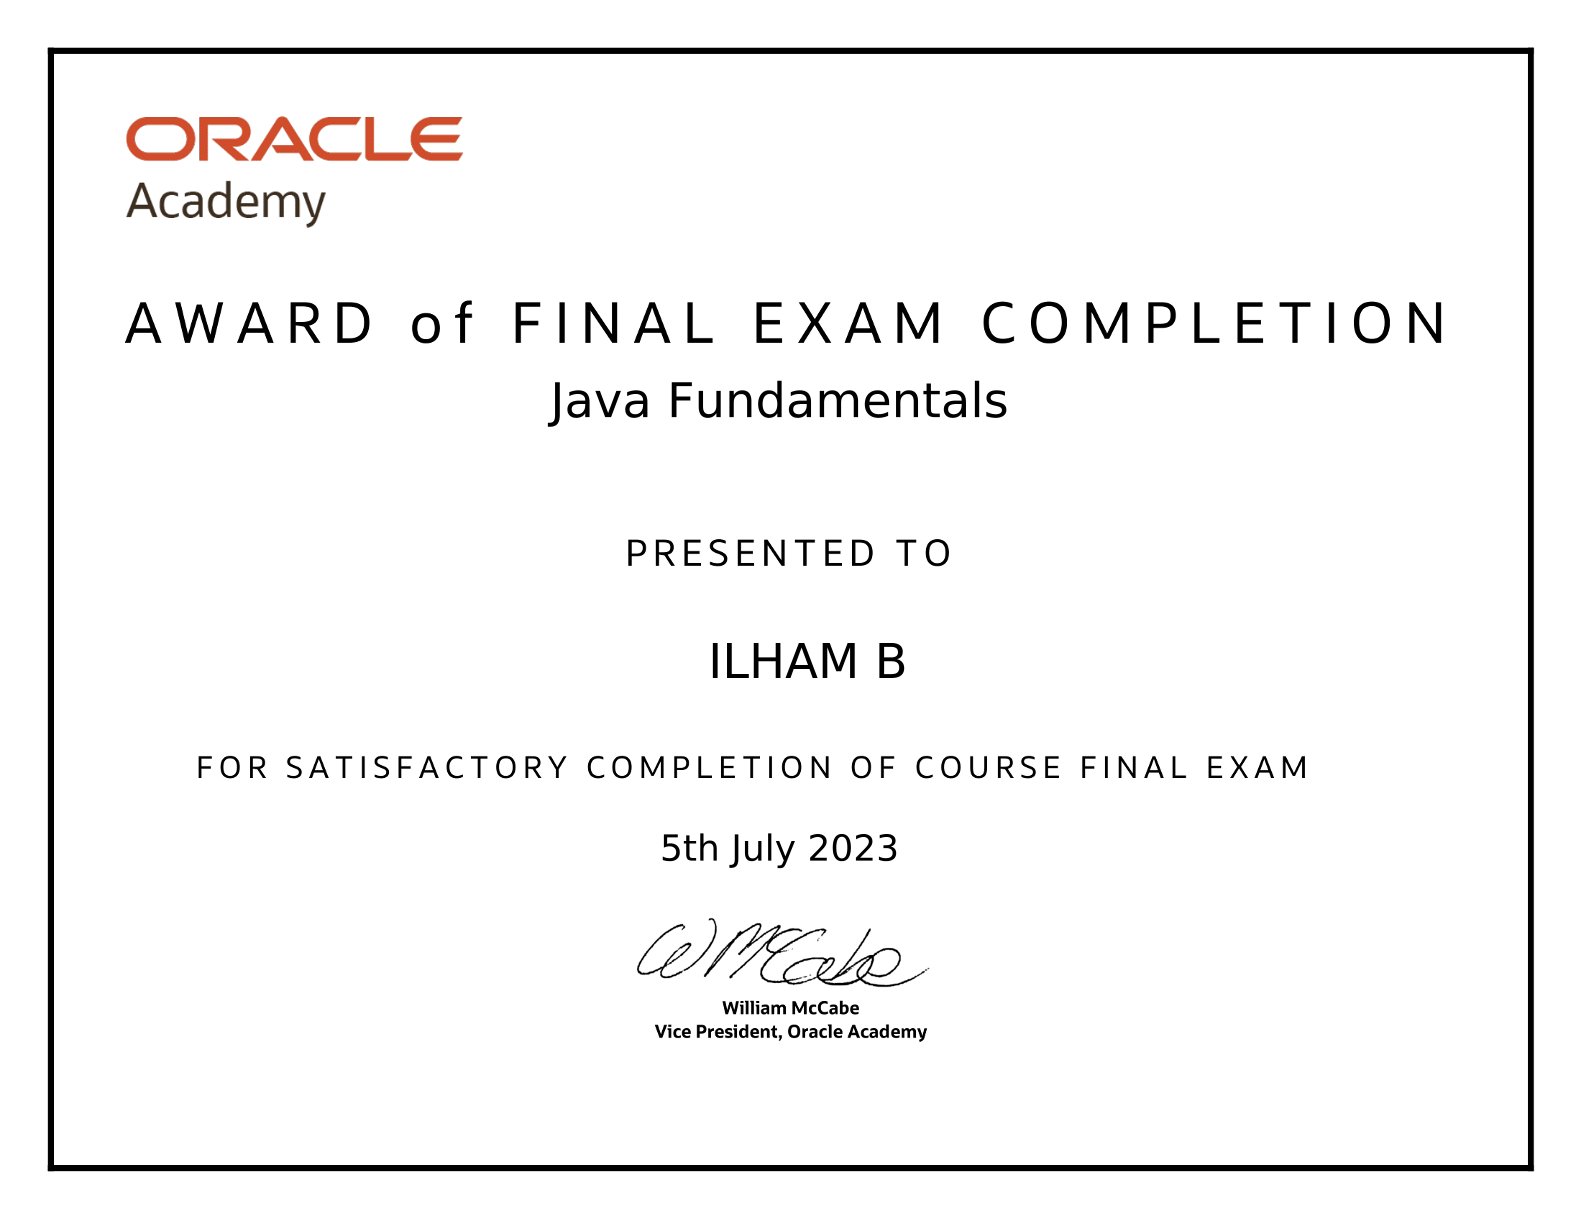 ORACLE
Academy
AWARD of FINAL EXAM COMPLETION
Java Fundamentals
PRESENTED TO
ILHAM B
FOR SATISFACTORY COMPLETION OF COURSE FINAL EXAM
5th July 2023
W McCabe
William McCabe
Vice President, Oracle Academy